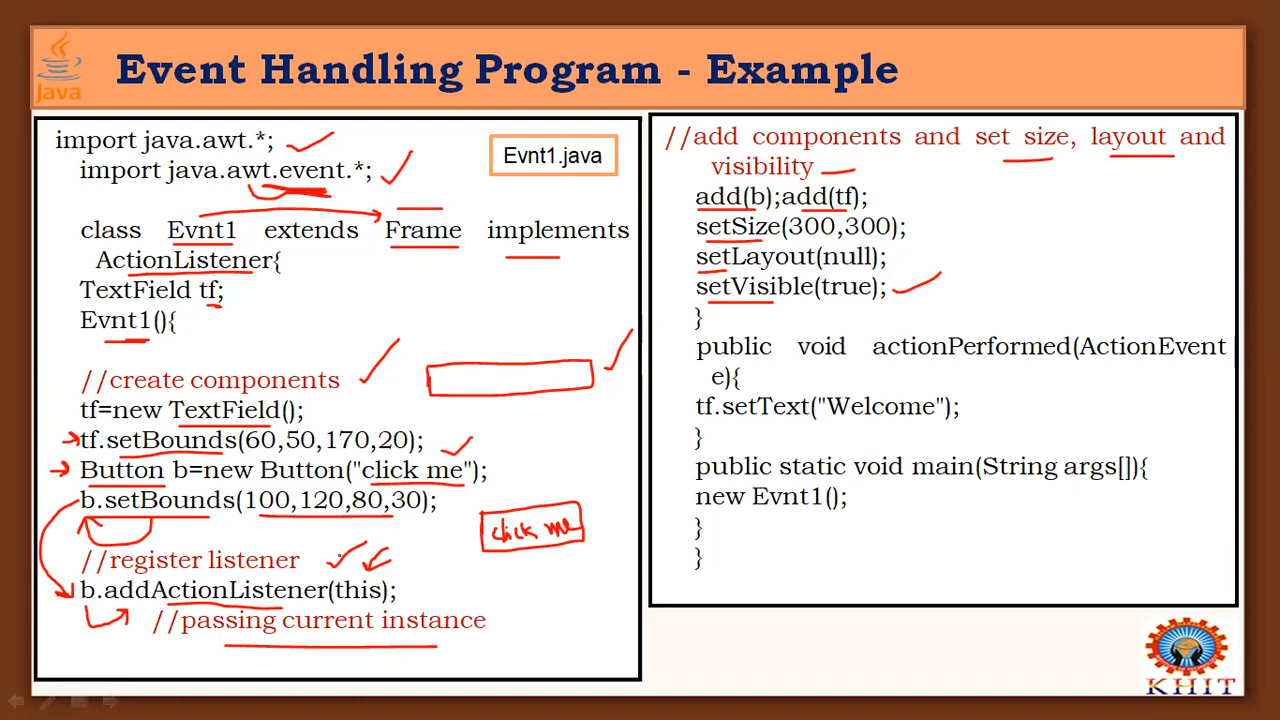 Java
Event Handling Program - Example
import java.awt.*;
import java.awt.event.*;
Evnt1.java
class Evnt1 extends Frame implements
ActionListener{
TextField tf;
Evnt1(){
//create components
tf=new TextField();
tf.setBounds(60,50,170,20);
Button b=new Button("click me");
b.setBounds(100,120,80,30);
click me
//register listener
b.addActionListener(this);
//passing current instance
//add components and set size, layout and
visibility
add(b);add(tf);
setSize(300,300);
setLayout(null);
setVisible(true);
}
public void actionPerformed(ActionEvent
e){
tf.setText("Welcome");
}
public static void main(String args[]){
new Evnt1();
}
}
KHIT